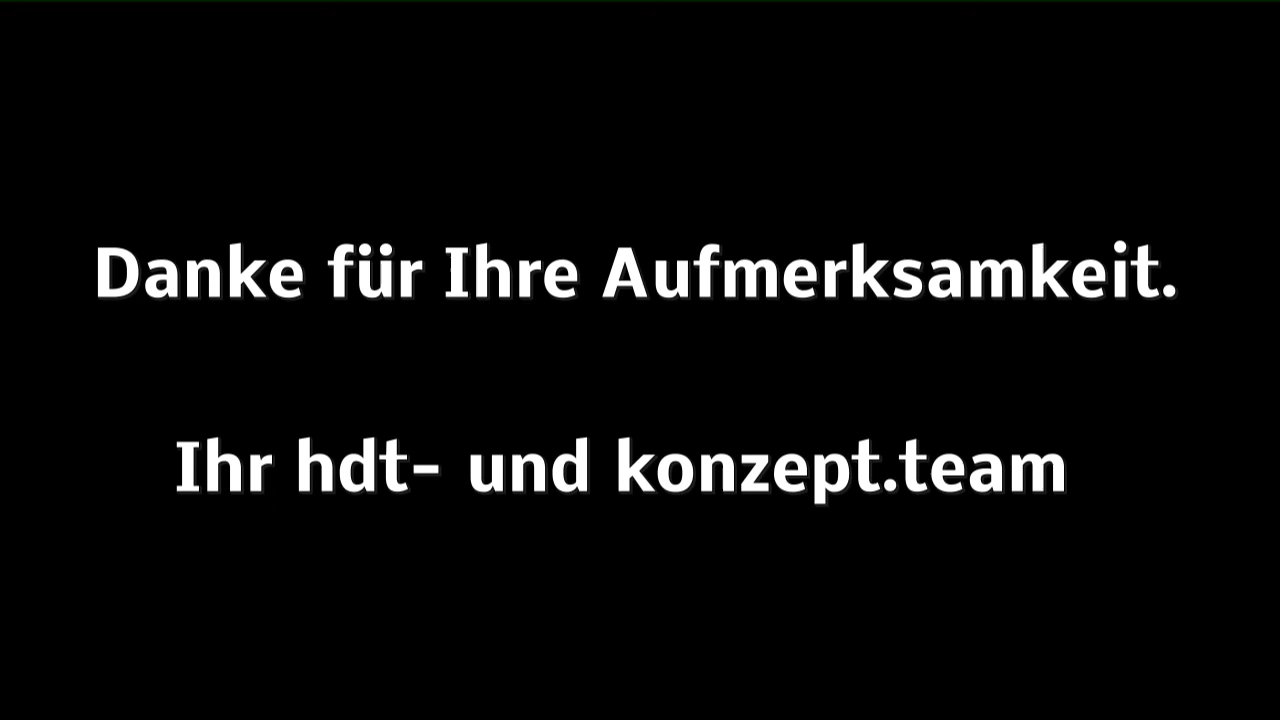 Danke für Ihre Aufmerksamkeit.
Ihr hdt- und konzept.team